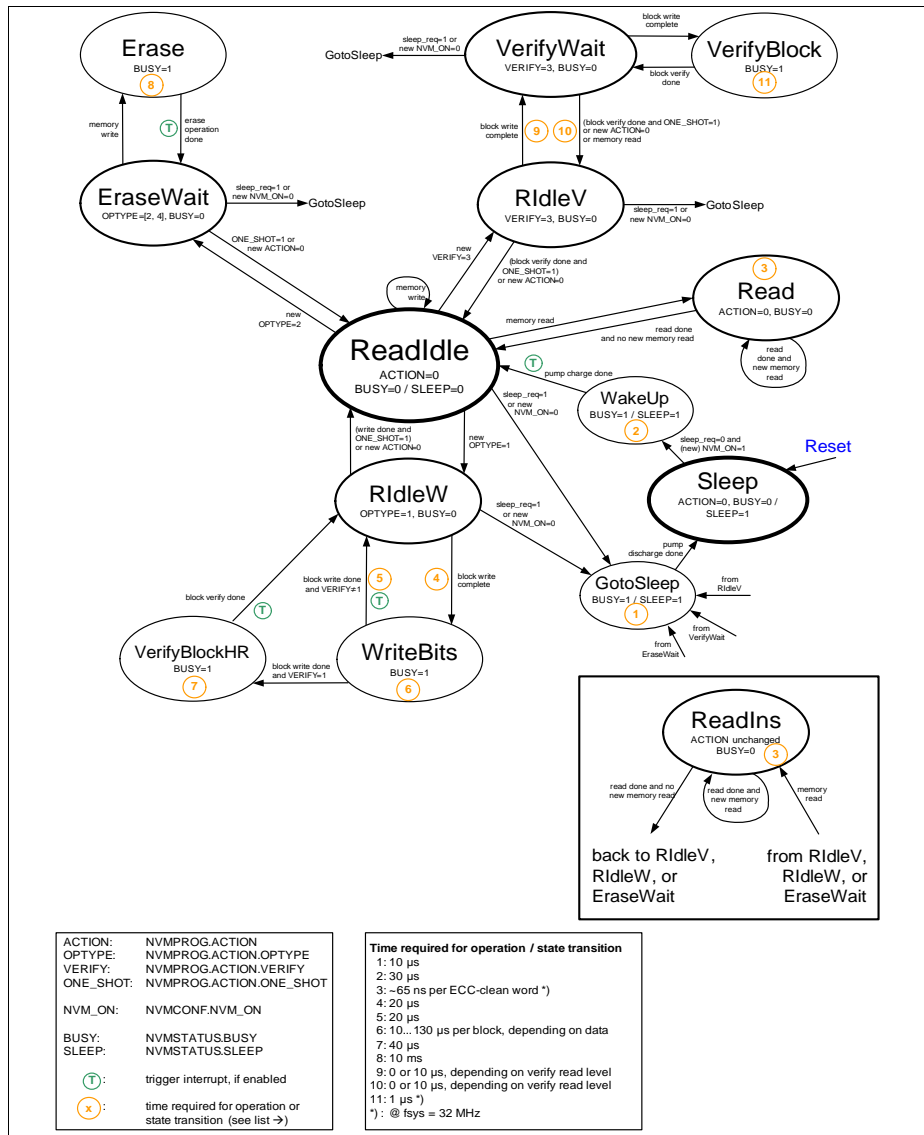 Erase
BUSY=1
8
memory
write
T
erase
operation
done
EraseWait
OPTYPE=[2, 4], BUSY=0
sleep_req=1 or
new NVM_ON=0
GotoSleep
ONE_SHOT=1 or
new ACTION=0
new
OPTYPE=2
sleep_req=1 or
new NVM_ON=0
GotoSleep
VerifyWait
VERIFY=3, BUSY=0
block write
complete
VerifyBlock
BUSY=1
11
block verify
done
block write
complete
9
10
(block verify done and ONE_SHOT=1)
or new ACTION=0
or memory read
RIdleV
VERIFY=3, BUSY=0
sleep_req=1 or
new NVM_ON=0
GotoSleep
new
VERIFY=3
(block verify done and
ONE_SHOT=1)
or new ACTION=0
memory
write
ReadIdle
ACTION=0
BUSY=0 / SLEEP=0
memory read
read done
and no new memory read
3
Read
ACTION=0, BUSY=0
read
done and
new memory
read
T
pump charge done
WakeUp
BUSY=1 / SLEEP=1
2
sleep_req=0 and
(new) NVM_ON=1
Reset
Sleep
ACTION=0, BUSY=0 /
SLEEP=1
sleep_req=1
or new
NVM_ON=0
(write done and
ONE_SHOT=1)
or new ACTION=0
new
OPTYPE=1
RIdleW
OPTYPE=1, BUSY=0
sleep_req=1
or new
NVM_ON=0
pump
discharge done
GotoSleep
BUSY=1 / SLEEP=1
1
from
RIdleV
from
VerifyWait
from
EraseWait
block verify done
T
block write done
and VERIFY≠1
5
T
4
block write
complete
VerifyBlockHR
BUSY=1
7
block write done
and VERIFY=1
WriteBits
BUSY=1
6
ReadIns
ACTION unchanged
BUSY=0
3
read done and no
new memory read
read done and
new memory
read
memory
read
back to RIdleV,
RIdleW, or
EraseWait
from RIdleV,
RIdleW, or
EraseWait
ACTION: NVMPROG.ACTION
OPTYPE: NVMPROG.ACTION.OPTYPE
VERIFY: NVMPROG.ACTION.VERIFY
ONE_SHOT: NVMPROG.ACTION.ONE_SHOT
NVM_ON: NVMCONF.NVM_ON
BUSY: NVMSTATUS.BUSY
SLEEP: NVMSTATUS.SLEEP
T : trigger interrupt, if enabled
x : time required for operation or
state transition (see list →)
Time required for operation / state transition
1: 10 µs
2: 30 µs
3: ~65 ns per ECC-clean word *)
4: 20 µs
5: 20 µs
6: 10... 130 µs per block, depending on data
7: 40 µs
8: 10 ms
9: 0 or 10 µs, depending on verify read level
10: 0 or 10 µs, depending on verify read level
11: 1 µs *)
*) : @ fsys = 32 MHz